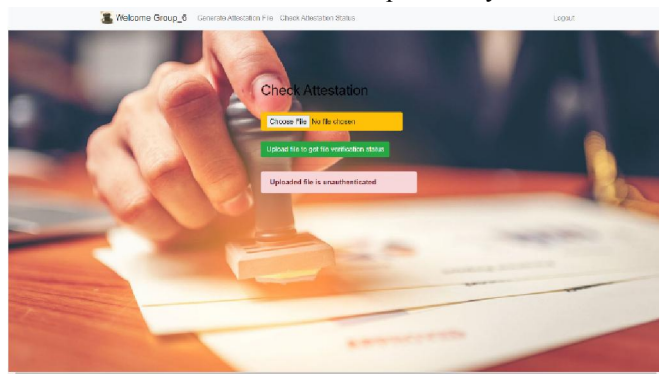 Welcome Group_6 Generate Attestation File Check Attestation Status Logout
Check Attestation
Choose File No file chosen
Upload file to get file verification status
Uploaded file is unauthenticated
APPROVED